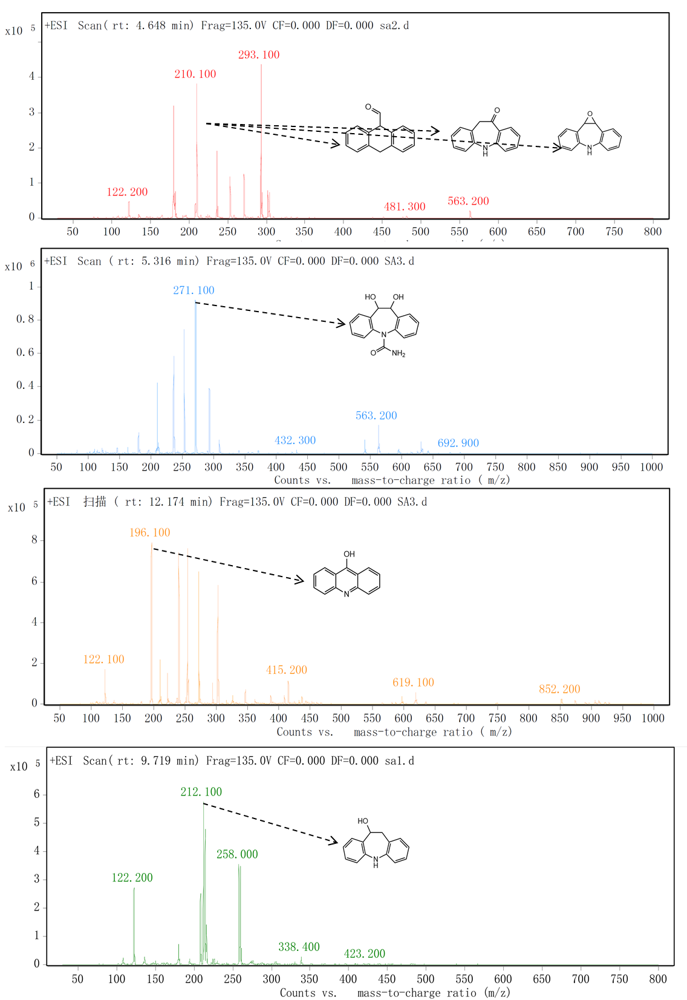 +ESI Scan( rt: 4.648 min) Frag=135.0V CF=0.000 DF=0.000 sa2.d
x10 5
293.100
210.100
4
3
2
1
0
122.200
481.300
563.200
O
O
N
H
O
N
H
50 100 150 200 250 300 350 400 450 500 550 600 650 700 750 800
+ESI Scan ( rt: 5.316 min) Frag=135.0V CF=0.000 DF=0.000 SA3.d
x10 6
271.100
1
0.8
0.6
0.4
0.2
0
HO OH
N
O NH2
563.200
432.300
692.900
50 100 150 200 250 300 350 400 450 500 550 600 650 700 750 800 850 900 950 1000
Counts vs. mass-to-charge ratio ( m/z)
+ESI 扫描 ( rt: 12.174 min) Frag=135.0V CF=0.000 DF=0.000 SA3.d
x10 5
196.100
8
6
4
2
0
OH
N
122.100
415.200
619.100
852.200
50 100 150 200 250 300 350 400 450 500 550 600 650 700 750 800 850 900 950 1000
Counts vs. mass-to-charge ratio ( m/z)
+ESI Scan( rt: 9.719 min) Frag=135.0V CF=0.000 DF=0.000 sa1.d
x10 5
212.100
6
5
4
3
2
1
0
HO
N
H
258.000
122.200
338.400
423.200
50 100 150 200 250 300 350 400 450 500 550 600 650 700 750 800
Counts vs. mass-to-charge ratio (m/z)